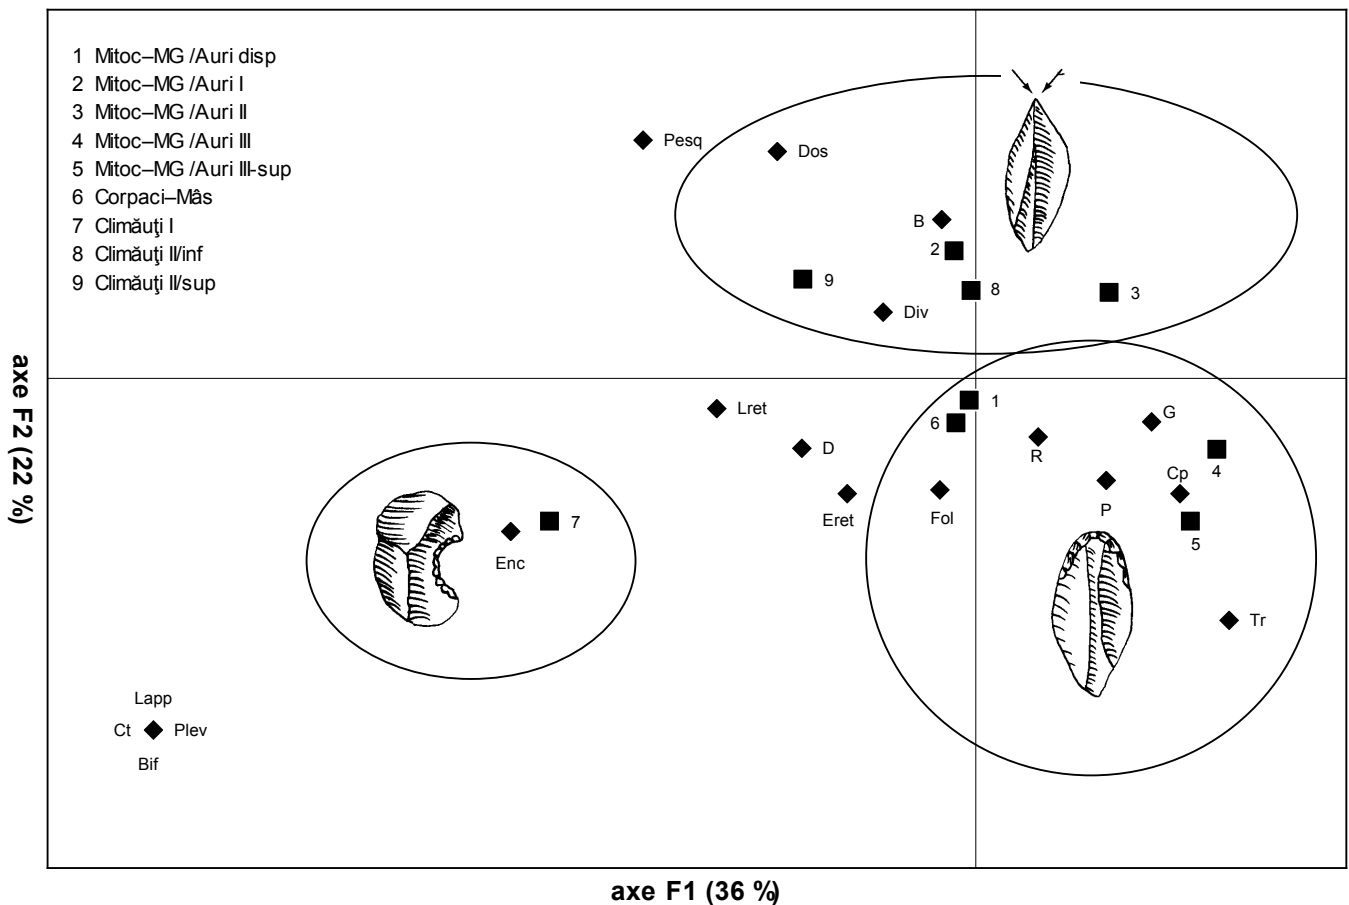 1 Mitoc–MG /Auri disp
2 Mitoc–MG /Auri I
3 Mitoc–MG /Auri II
4 Mitoc–MG /Auri III
5 Mitoc–MG /Auri III-sup
6 Corpaci–Mâs
7 Climăuţi I
8 Climăuţi II/inf
9 Climăuţi II/sup
Pesq
Dos
B
2
9
8
3
Div
Lret
1
G
6
D
R
4
Cp
Eret
Fol
P
7
5
Enc
Tr
Lapp
Ct
Plev
Bif
axe F2 (22 %)
axe F1 (36 %)